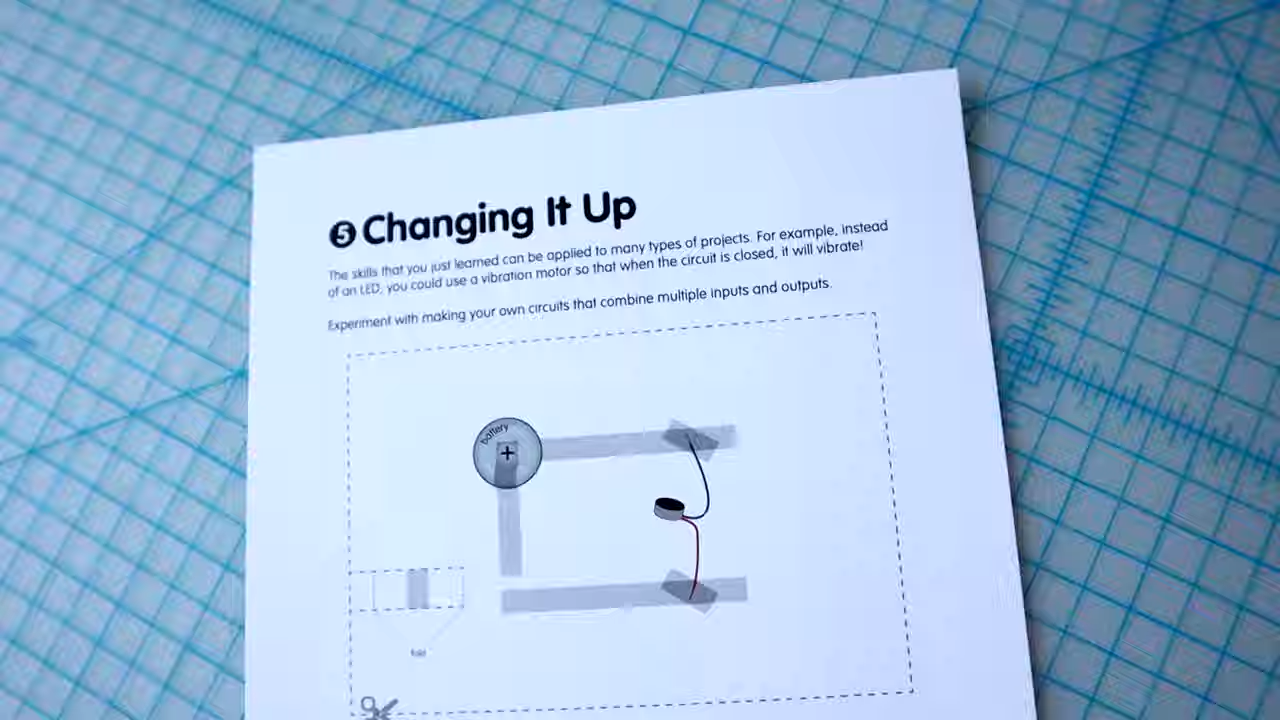 5 Changing It Up
The skills that you just learned can be applied to many types of projects. For example, instead
of an LED, you could use a vibration motor so that when the circuit is closed, it will vibrate!
Experiment with making your own circuits that combine multiple inputs and outputs.
battery
+
fold